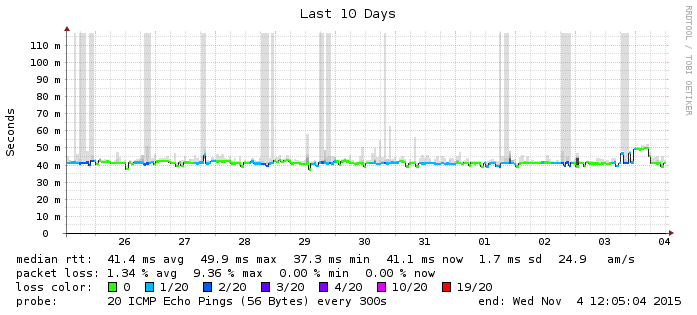 Last 10 Days
RRDTOOL / TOBI OETIKER
Seconds
110 m
100 m
90 m
80 m
70 m
60 m
50 m
40 m
30 m
20 m
10 m
0 m
26 27 28 29 30 31 01 02 03 04
median rtt: 41.4 ms avg 49.9 ms max 37.3 ms min 41.1 ms now 1.7 ms sd 24.9 am/s
packet loss: 1.34 % avg 9.36 % max 0.00 % min 0.00 % now
loss color: 0 1/20 2/20 3/20 4/20 10/20 19/20
probe: 20 ICMP Echo Pings (56 Bytes) every 300s end: Wed Nov 4 12:05:04 2015